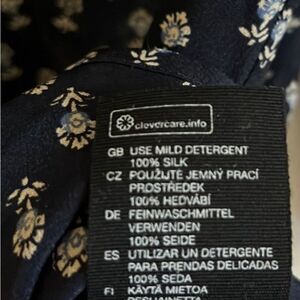 clevercare.info
GB USE MILD DETERGENT
100% SILK
CZ POUŽIJTE JEMNÝ PRACÍ
PROSTŘEDEK
100% HEDVÁBÍ
DE FEINWASCHMITTEL
VERWENDEN
100% SEIDE
ES UTILIZAR UN DETERGENTE
PARA PRENDAS DELICADAS
100% SEDA
FI KÄYTÄ MIETOA
PESUAINETTA